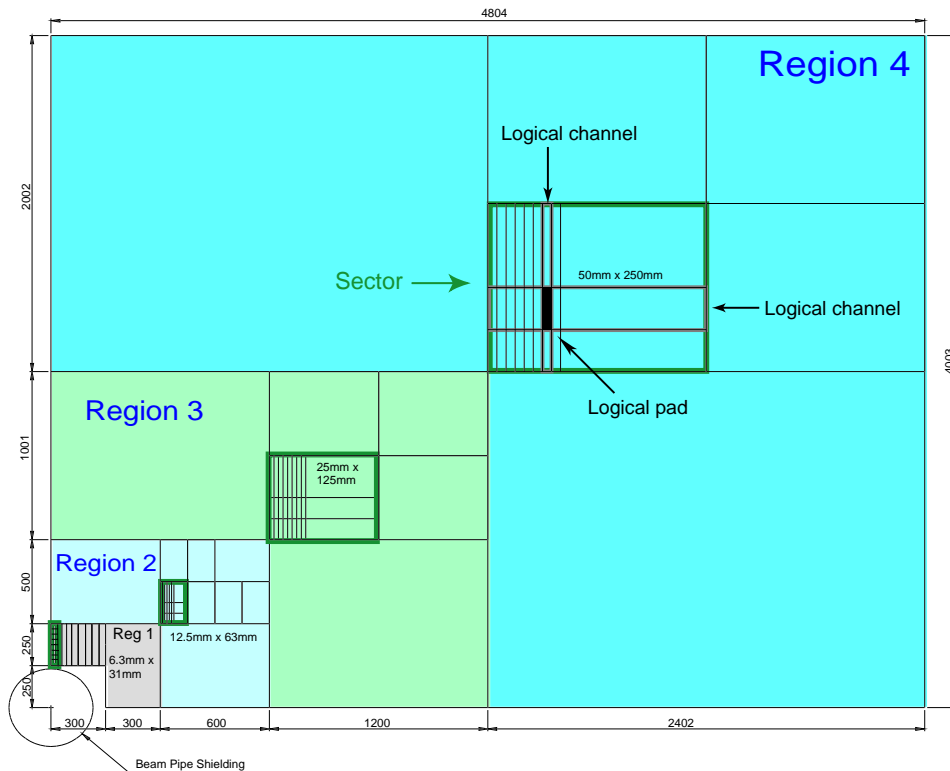 4804
Region 4
Logical channel
2002
Sector
50mm x 250mm
Logical channel
4003
Logical pad
Region 3
1001
25mm x
125mm
Region 2
500
Reg 1
12.5mm x 63mm
250
6.3mm x
31mm
250
300
300
600
1200
2402
Beam Pipe Shielding